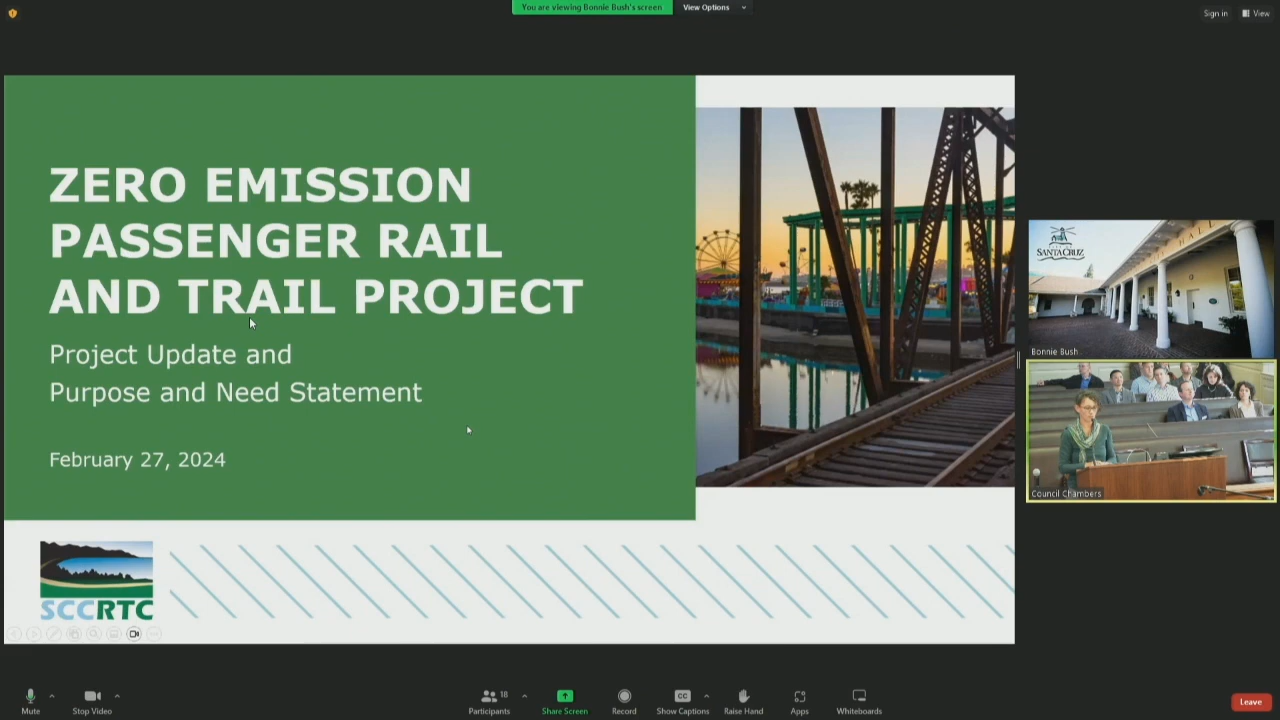 You are viewing Bonnie Bush's screen
View Options
Sign in
View
ZERO EMISSION
PASSENGER RAIL
AND TRAIL PROJECT
Project Update and
Purpose and Need Statement
February 27, 2024
SCCRTC
SANTA CRUZ
HALL
Bonnie Bush
Council Chambers
Mute
Stop Video
Participants
18
Share Screen
Record
CC
Show Captions
Raise Hand
Apps
Whiteboards
Leave